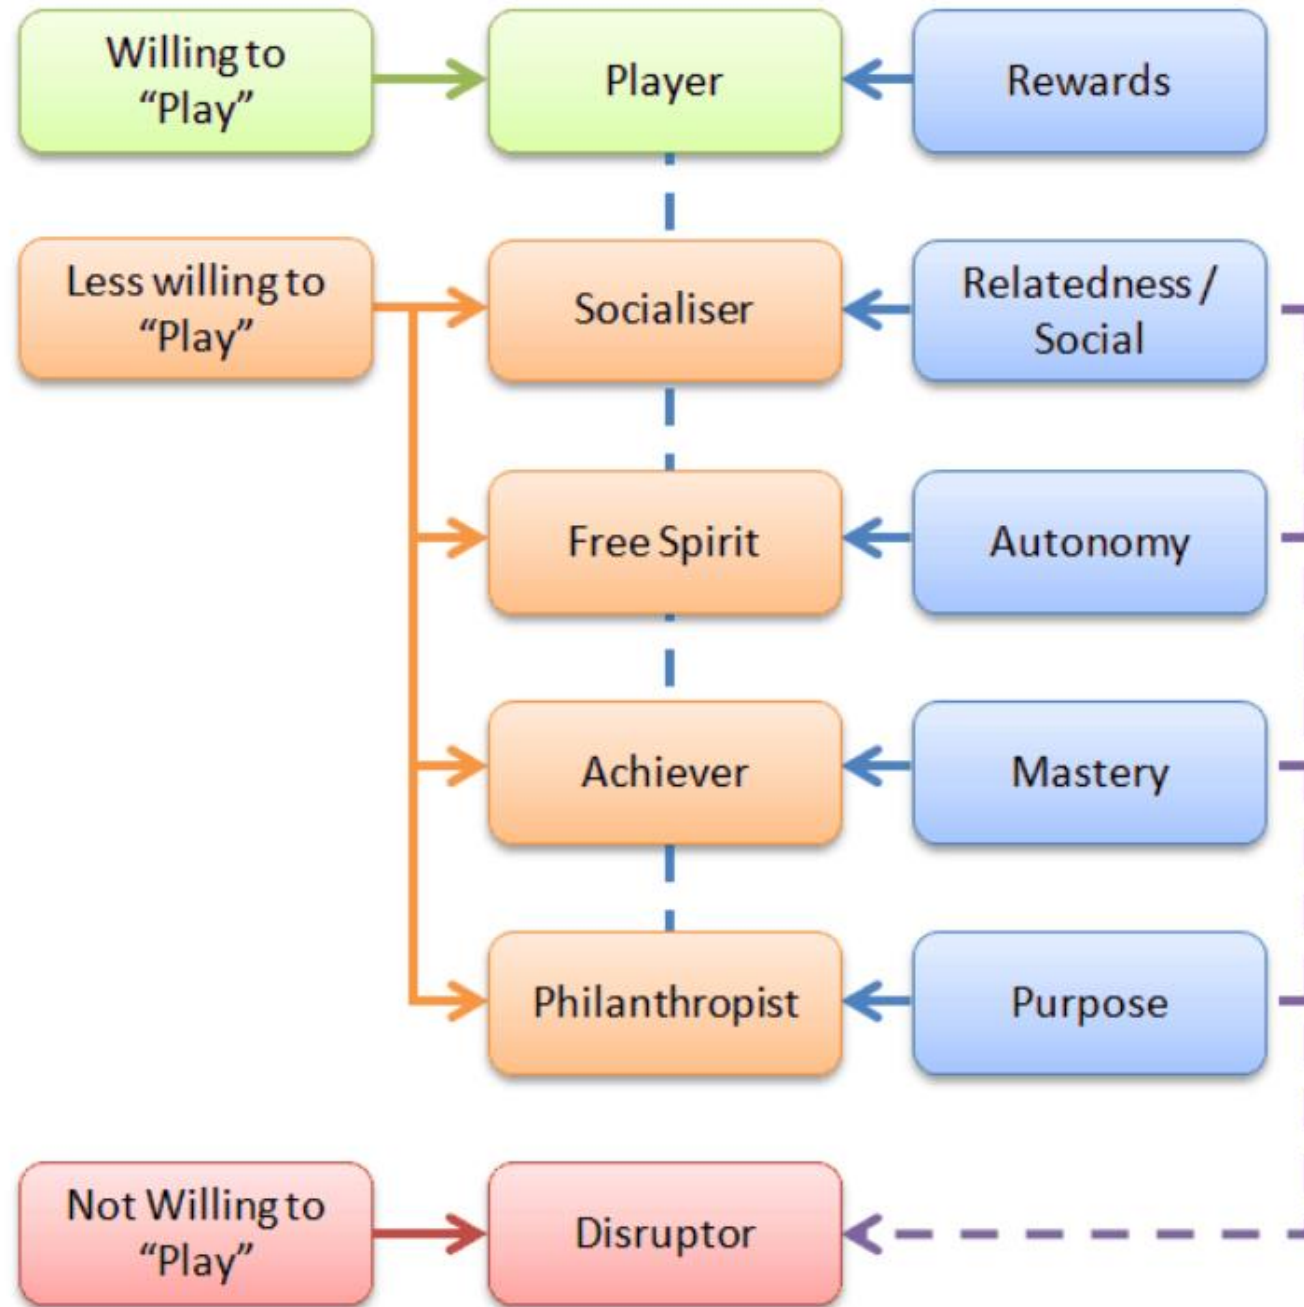 Willing to
“Play”
Player
Rewards
Less willing to
“Play”
Socialiser
Relatedness /
Social
Free Spirit
Autonomy
Achiever
Mastery
Philanthropist
Purpose
Not Willing to
“Play”
Disruptor